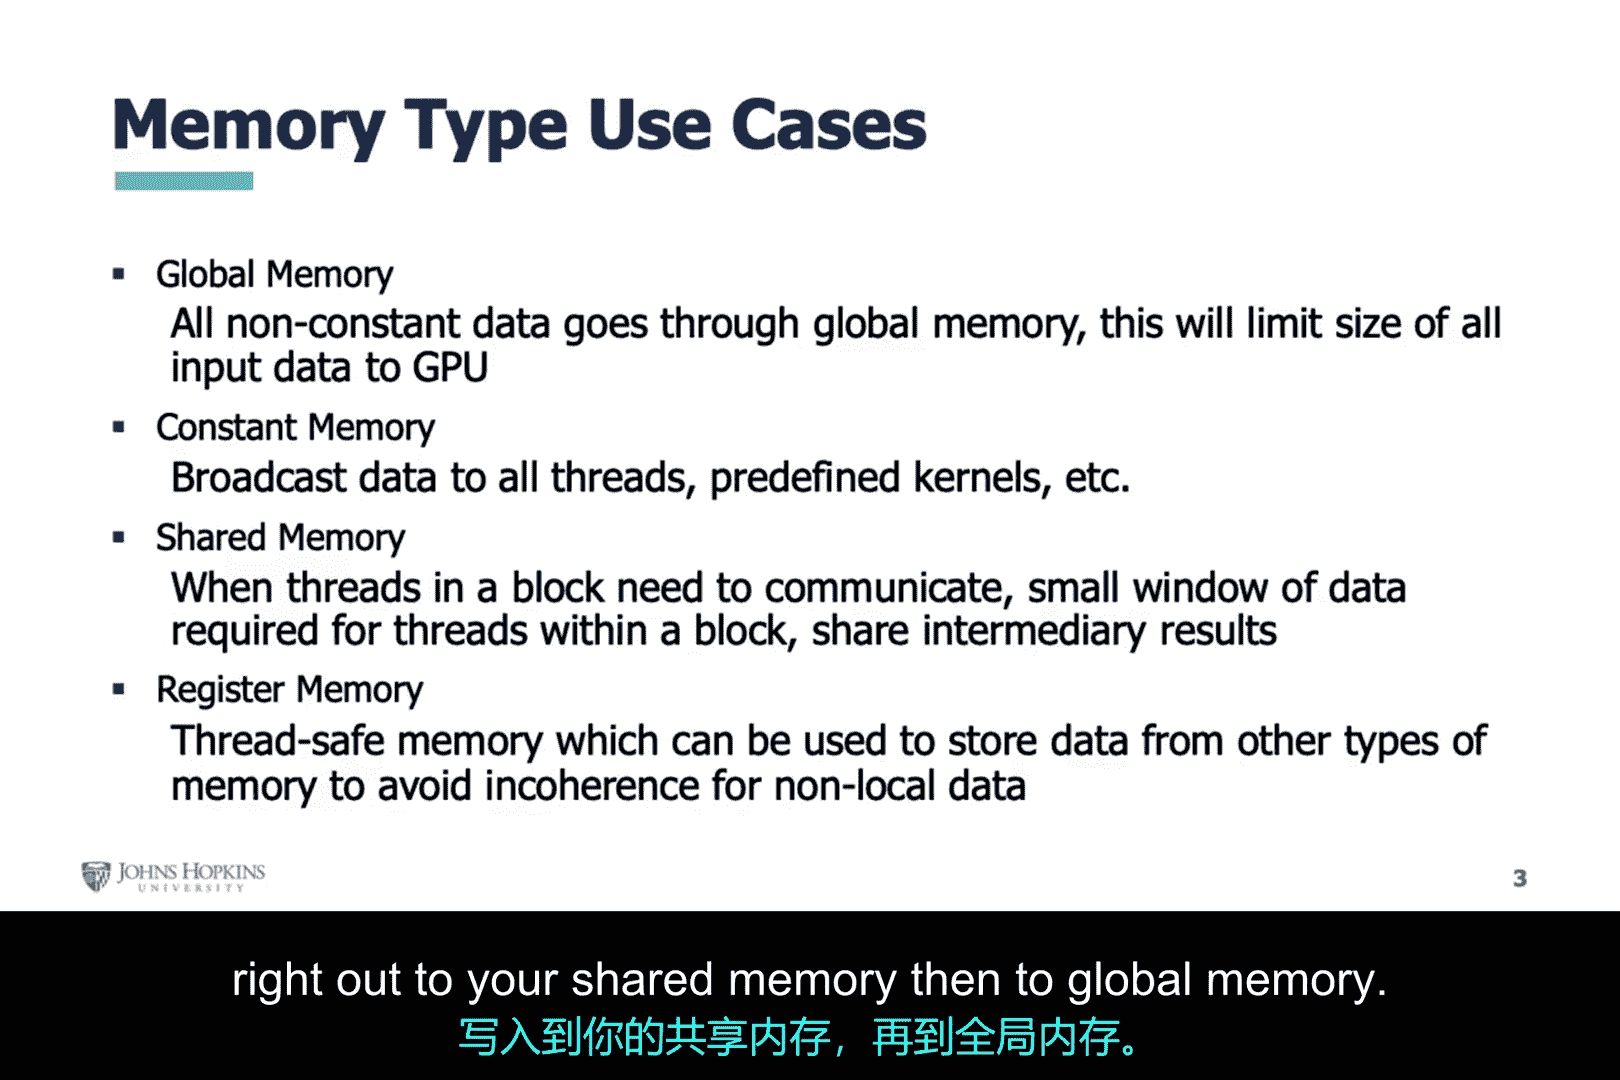 Memory Type Use Cases
▪ Global Memory
All non-constant data goes through global memory, this will limit size of all
input data to GPU
▪ Constant Memory
Broadcast data to all threads, predefined kernels, etc.
▪ Shared Memory
When threads in a block need to communicate, small window of data
required for threads within a block, share intermediary results
▪ Register Memory
Thread-safe memory which can be used to store data from other types of
memory to avoid incoherence for non-local data
JOHNS HOPKINS
UNIVERSITY
3
right out to your shared memory then to global memory.
写入到你的共享内存，再到全局内存。